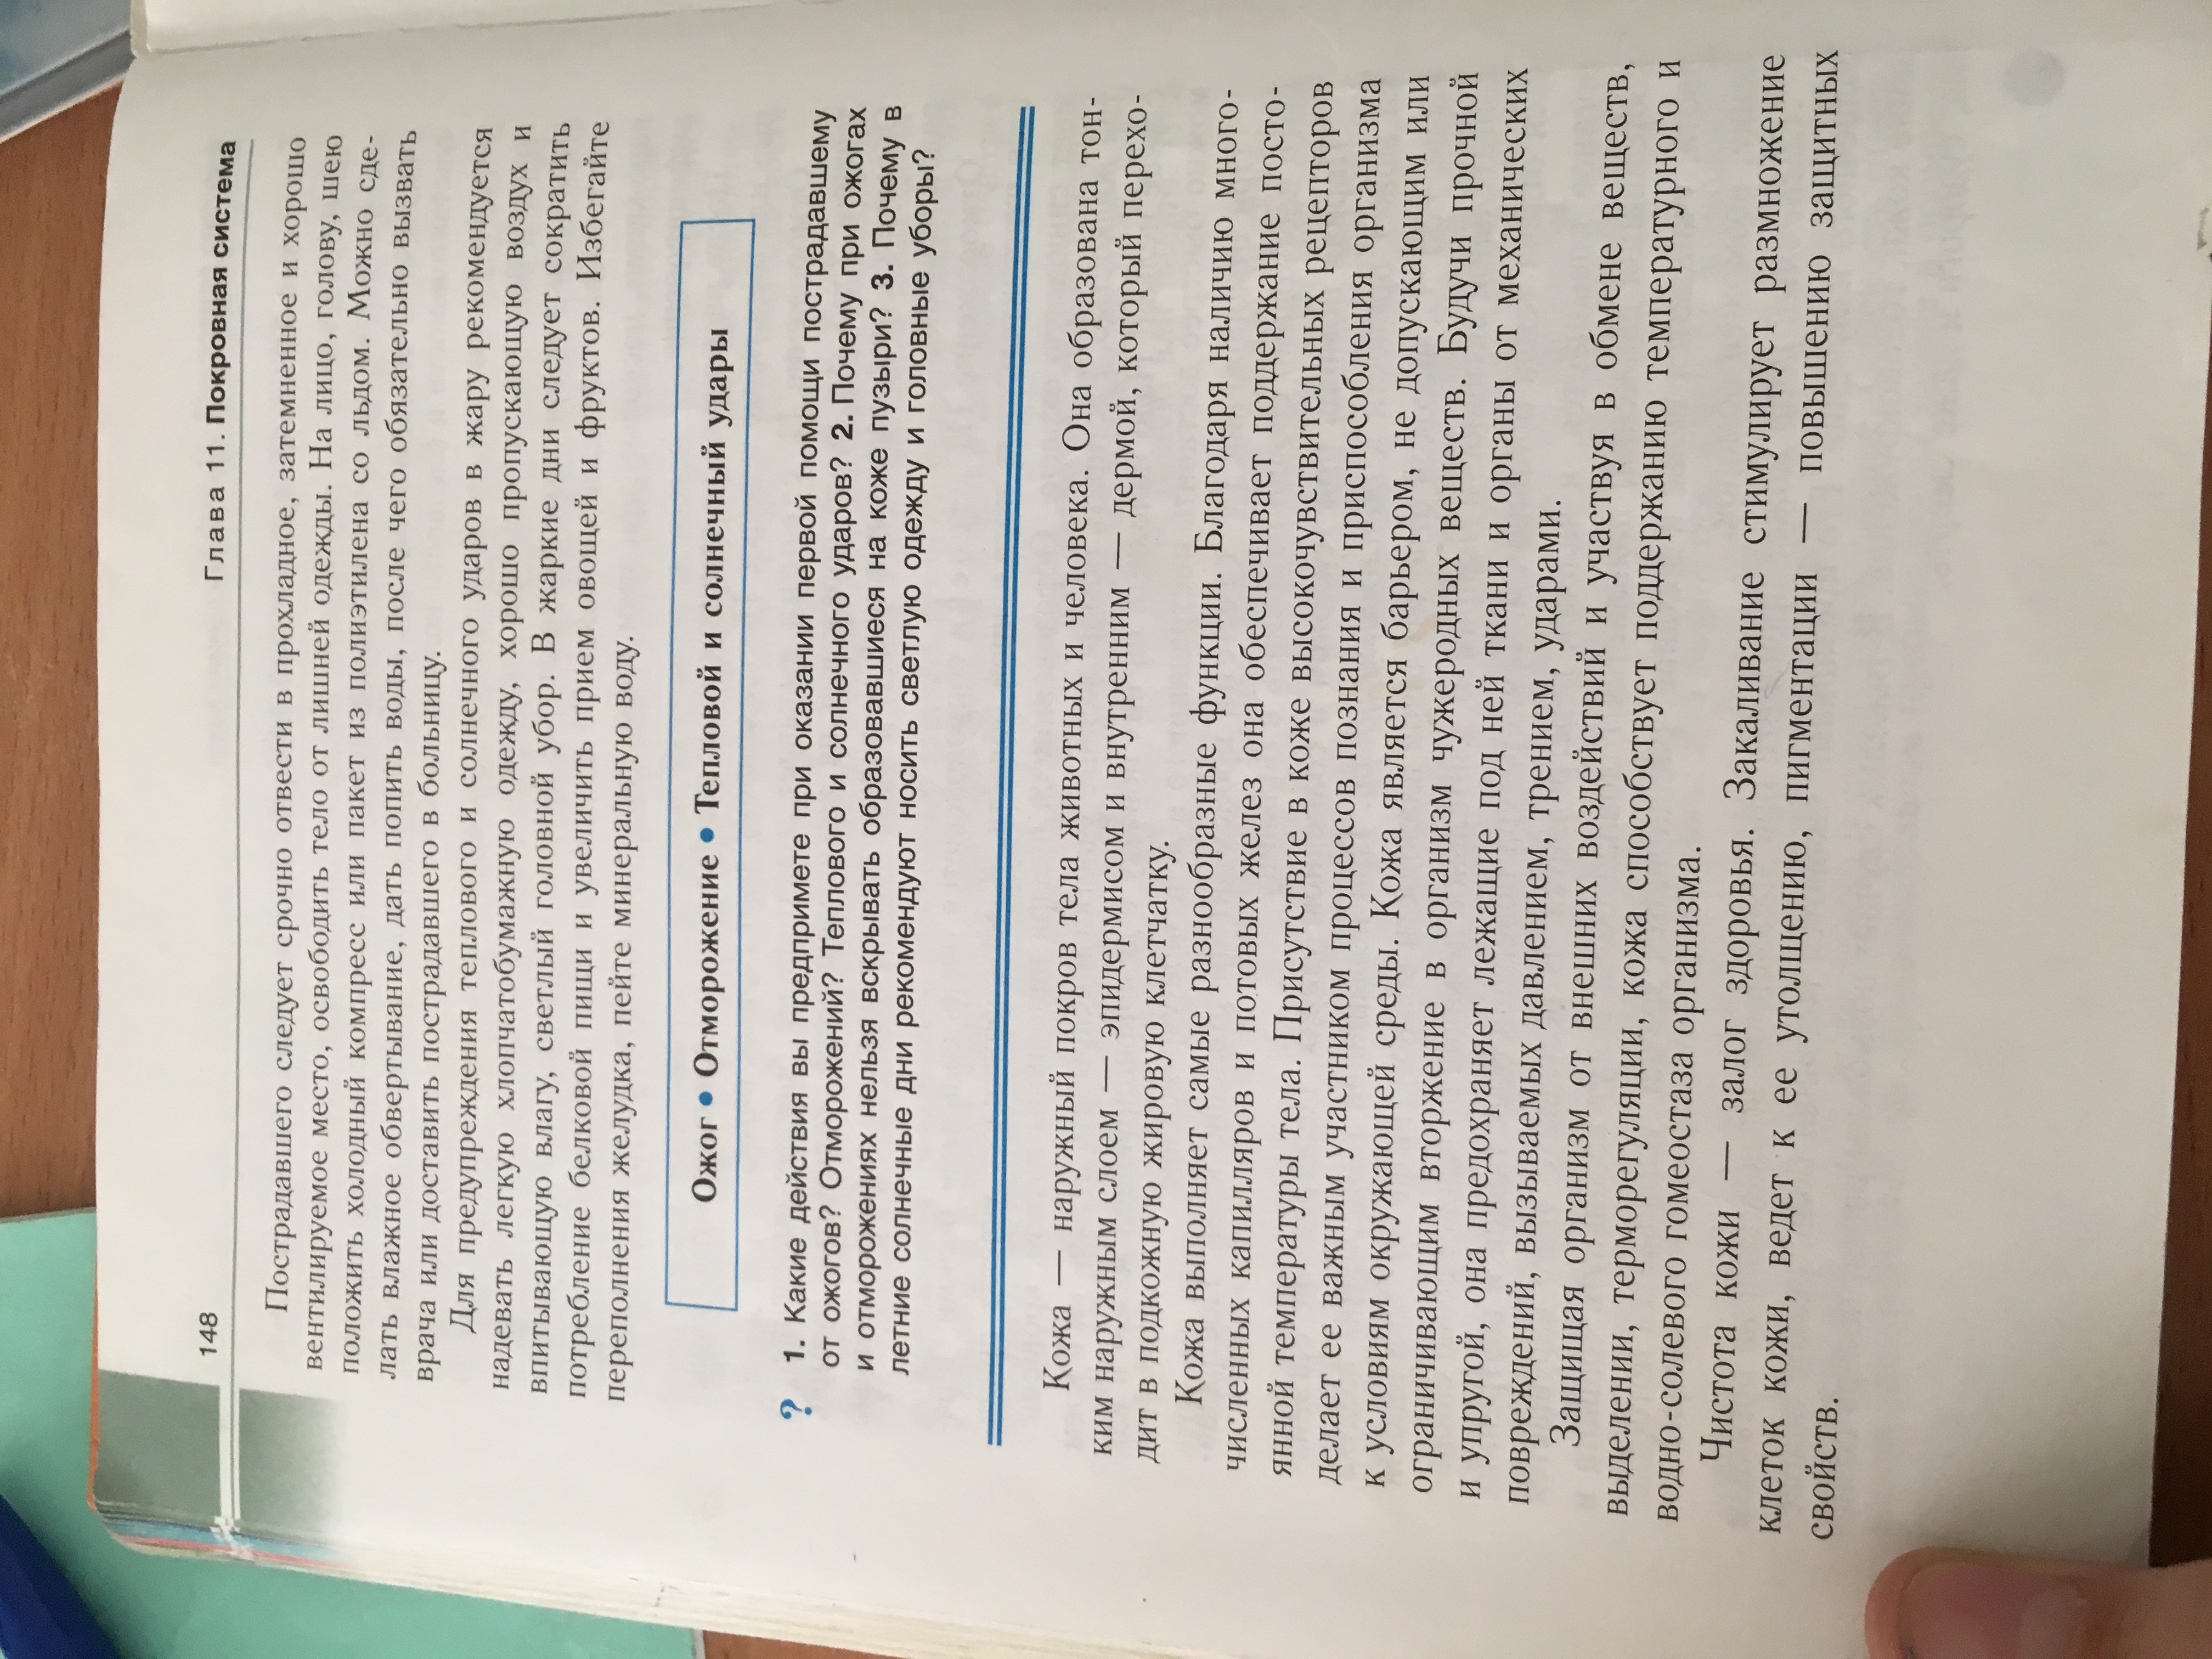 148
Глава 11. Покровная система
Пострадавшего следует срочно отвести в прохладное, затемненное и хорошо
вентилируемое место, освободить тело от лишней одежды. На лицо, голову, шею
положить холодный компресс или пакет из полиэтилена со льдом. Можно сде-
лать влажное обвертывание, дать попить воды, после чего обязательно вызвать
врача или доставить пострадавшего в больницу.
Для предупреждения теплового и солнечного ударов в жару рекомендуется
надевать легкую хлопчатобумажную одежду, хорошо пропускающую воздух и
впитывающую влагу, светлый головной убор. В жаркие дни следует сократить
потребление белковой пищи и увеличить прием овощей и фруктов. Избегайте
переполнения желудка, пейте минеральную воду.
Ожог • Отморожение • Тепловой и солнечный удары
? 1. Какие действия вы предпримете при оказании первой помощи пострадавшему
от ожогов? Отморожений? Теплового и солнечного ударов? 2. Почему при ожогах
и отморожениях нельзя вскрывать образовавшиеся на коже пузыри? 3. Почему в
летние солнечные дни рекомендуют носить светлую одежду и головные уборы?
Кожа — наружный покров тела животных и человека. Она образована тон-
ким наружным слоем — эпидермисом и внутренним — дермой, который перехо-
дит в подкожную жировую клетчатку.
Кожа выполняет самые разнообразные функции. Благодаря наличию много-
численных капилляров и потовых желез она обеспечивает поддержание посто-
янной температуры тела. Присутствие в коже высокочувствительных рецепторов
делает ее важным участником процессов познания и приспособления организма
к условиям окружающей среды. Кожа является барьером, не допускающим или
ограничивающим вторжение в организм чужеродных веществ. Будучи прочной
и упругой, она предохраняет лежащие под ней ткани и органы от механических
повреждений, вызываемых давлением, трением, ударами.
Защищая организм от внешних воздействий и участвуя в обмене веществ,
выделении, терморегуляции, кожа способствует поддержанию температурного и
водно-солевого гомеостаза организма.
Чистота кожи — залог здоровья. Закаливание стимулирует размножение
клеток кожи, ведет к ее утолщению, пигментации — повышению защитных
свойств.